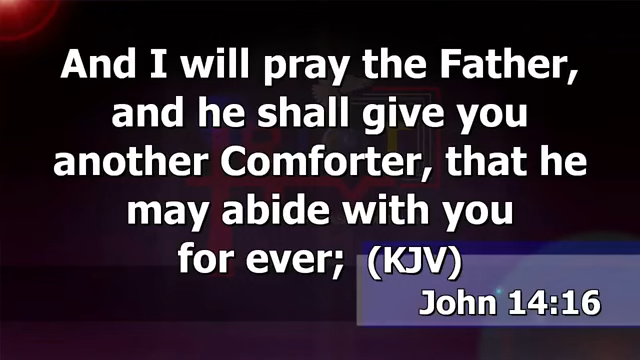 And I will pray the Father,
and he shall give you
another Comforter, that he
may abide with you
for ever; (KJV)
John 14:16